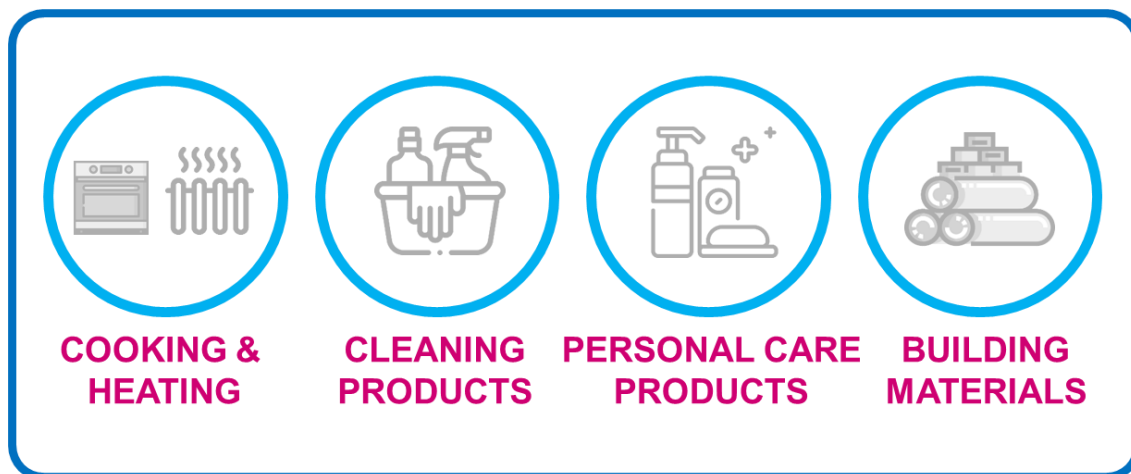 COOKING &
HEATING
CLEANING
PRODUCTS
PERSONAL CARE
PRODUCTS
BUILDING
MATERIALS